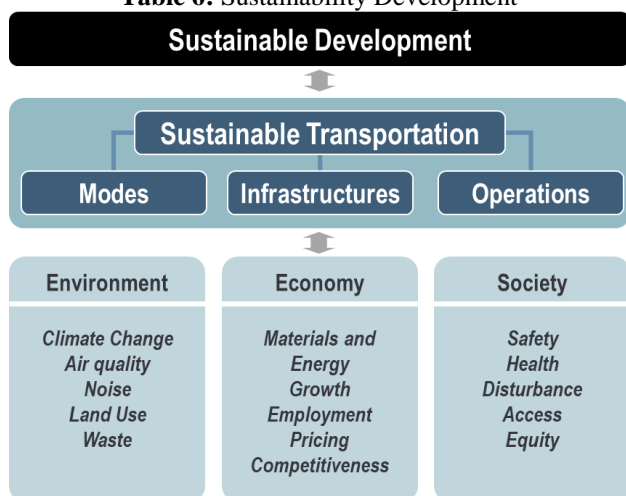 Table 6: Sustainability Development
Sustainable Development
Sustainable Transportation
Modes
Infrastructures
Operations
Environment
Climate Change
Air quality
Noise
Land Use
Waste
Economy
Materials and
Energy
Growth
Employment
Pricing
Competitiveness
Society
Safety
Health
Disturbance
Access
Equity